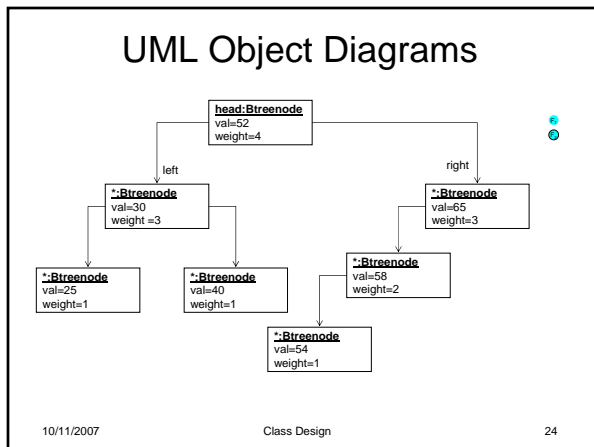 UML Object Diagrams
head:Btreenode
val=52
weight=4
left
right
*:Btreenode
val=30
weight =3
*:Btreenode
val=65
weight=3
*:Btreenode
val=25
weight=1
*:Btreenode
val=40
weight=1
*:Btreenode
val=58
weight=2
*:Btreenode
val=54
weight=1
10/11/2007
Class Design
24